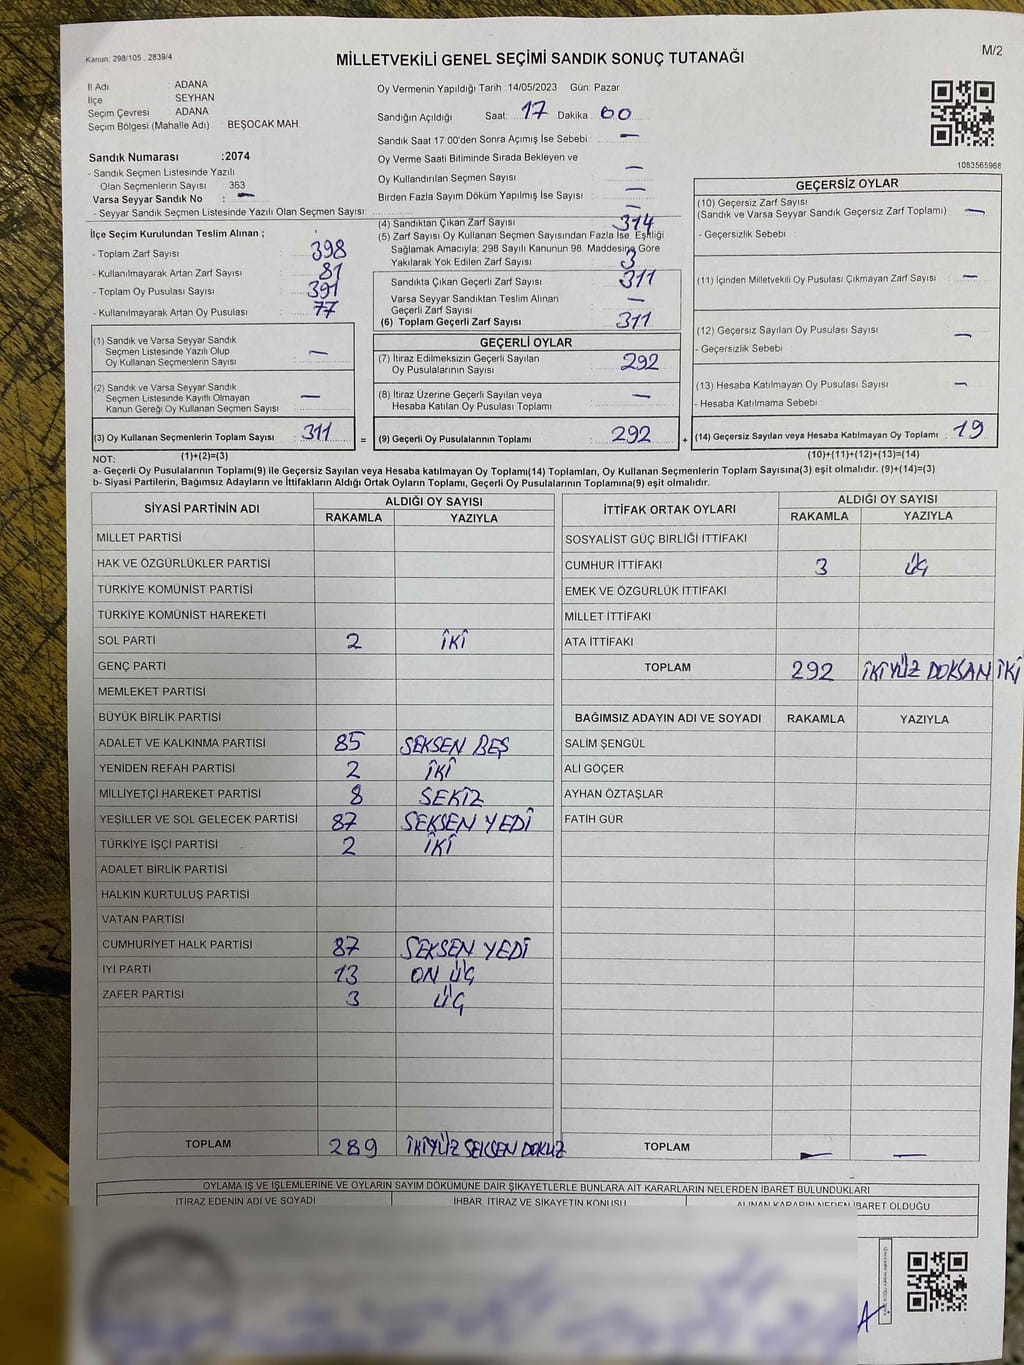 Kanun: 298/105 , 2839/4
MİLLETVEKİLİ GENEL SEÇİMİ SANDIK SONUÇ TUTANAĞI
M/2
İl Adı : ADANA
İlçe : SEYHAN
Seçim Çevresi : ADANA
Seçim Bölgesi (Mahalle Adı) : BEŞOCAK MAH.
Sandık Numarası :2074
- Sandık Seçmen Listesinde Yazılı
Olan Seçmenlerin Sayısı : 363
Varsa Seyyar Sandık No : -
- Seyyar Sandık Seçmen Listesinde Yazılı Olan Seçmen Sayısı:
İlçe Seçim Kurulundan Teslim Alınan ;
- Toplam Zarf Sayısı : 398
- Kullanılmayarak Artan Zarf Sayısı : 81
- Toplam Oy Pusulası Sayısı : 391
- Kullanılmayarak Artan Oy Pusulası : 77
(1) Sandık ve Varsa Seyyar Sandık
Seçmen Listesinde Yazılı Olup
Oy Kullanan Seçmenlerin Sayısı : -
(2) Sandık ve Varsa Seyyar Sandık
Seçmen Listesinde Kayıtlı Olmayan
Kanun Gereği Oy Kullanan Seçmen Sayısı : -
(3) Oy Kullanan Seçmenlerin Toplam Sayısı : 311
(1)+(2)=(3)
Oy Vermenin Yapıldığı Tarih :14/05/2023 Gün: Pazar
Sandığın Açıldığı Saat: 17 Dakika: 00
Sandık Saat 17:00'den Sonra Açımış İse Sebebi : -
Oy Verme Saati Bitiminde Sırada Bekleyen ve
Oy Kullandırılan Seçmen Sayısı : -
Birden Fazla Sayım Döküm Yapılmış İse Sayısı : -
(4) Sandıktan Çıkan Zarf Sayısı : 314
(5) Zarf Sayısı Oy Kullanan Seçmen Sayısından Fazla İse, Eşitliği
Sağlamak Amacıyla; 298 Sayılı Kanunun 98. Maddesine Göre
Yakılarak Yok Edilen Zarf Sayısı : 3
Sandıkta Çıkan Geçerli Zarf Sayısı : 311
Varsa Seyyar Sandıktan Teslim Alınan
Geçerli Zarf Sayısı : -
(6) Toplam Geçerli Zarf Sayısı : 311
GEÇERLİ OYLAR
(7) İtiraz Edilmeksizin Geçerli Sayılan
Oy Pusulalarının Sayısı : 292
(8) İtiraz Üzerine Geçerli Sayılan veya
Hesaba Katılan Oy Pusulası Toplamı : -
= (9) Geçerli Oy Pusulalarının Toplamı : 292
1083565968
GEÇERSİZ OYLAR
(10) Geçersiz Zarf Sayısı
(Sandık ve Varsa Seyyar Sandık Geçersiz Zarf Toplamı) : -
- Geçersizlik Sebebi :
(11) İçinden Milletvekili Oy Pusulası Çıkmayan Zarf Sayısı : -
(12) Geçersiz Sayılan Oy Pusulası Sayısı : -
- Geçersizlik Sebebi
(13) Hesaba Katılmayan Oy Pusulası Sayısı : -
- Hesaba Katılmama Sebebi
+ (14) Geçersiz Sayılan veya Hesaba Katılmayan Oy Toplamı : 19
(10)+(11)+(12)+(13)=(14)
NOT:
a- Geçerli Oy Pusulalarının Toplamı(9) ile Geçersiz Sayılan veya Hesaba katılmayan Oy Toplamı(14) Toplamları, Oy Kullanan Seçmenlerin Toplam Sayısına(3) eşit olmalıdır. (9)+(14)=(3)
b- Siyasi Partilerin, Bağımsız Adayların ve İttifakların Aldığı Ortak Oyların Toplamı, Geçerli Oy Pusulalarının Toplamına(9) eşit olmalıdır.
SİYASİ PARTİNİN ADI ALDIĞI OY SAYISI
RAKAMLA YAZIYLA
MİLLET PARTİSİ
HAK VE ÖZGÜRLÜKLER PARTİSİ
TÜRKİYE KOMÜNİST PARTİSİ
TÜRKİYE KOMÜNİST HAREKETİ
SOL PARTİ 2 İKİ
GENÇ PARTİ
MEMLEKET PARTİSİ
BÜYÜK BİRLİK PARTİSİ
ADALET VE KALKINMA PARTİSİ 85 SEKSEN BEŞ
YENİDEN REFAH PARTİSİ 2 İKİ
MİLLİYETÇİ HAREKET PARTİSİ 8 SEKİZ
YEŞİLLER VE SOL GELECEK PARTİSİ 87 SEKSEN YEDİ
TÜRKİYE İŞÇİ PARTİSİ 2 İKİ
ADALET BİRLİK PARTİSİ
HALKIN KURTULUŞ PARTİSİ
VATAN PARTİSİ
CUMHURİYET HALK PARTİSİ 87 SEKSEN YEDİ
İYİ PARTİ 13 ON ÜÇ
ZAFER PARTİSİ 3 ÜÇ
TOPLAM 289 İKİYÜZ SEKSEN DOKUZ
İTTİFAK ORTAK OYLARI ALDIĞI OY SAYISI
RAKAMLA YAZIYLA
SOSYALİST GÜÇ BİRLİĞİ İTTİFAKI
CUMHUR İTTİFAKI 3 ÜÇ
EMEK VE ÖZGÜRLÜK İTTİFAKI
MİLLET İTTİFAKI
ATA İTTİFAKI
TOPLAM 292 İKİYÜZ DOKSAN İKİ
BAĞIMSIZ ADAYIN ADI VE SOYADI RAKAMLA YAZIYLA
SALİM ŞENGÜL
ALİ GÖÇER
AYHAN ÖZTAŞLAR
FATİH GÜR
TOPLAM - -
OYLAMA İŞ VE İŞLEMLERİNE VE OYLARIN SAYIM DÖKÜMÜNE DAİR ŞİKAYETLERLE BUNLARA AİT KARARLARIN NELERDEN İBARET BULUNDUKLARI
İTİRAZ EDENİN ADI VE SOYADI İHBAR, İTİRAZ VE ŞİKAYETİN KONUSU ALINAN KARARIN NEDEN İBARET OLDUĞU